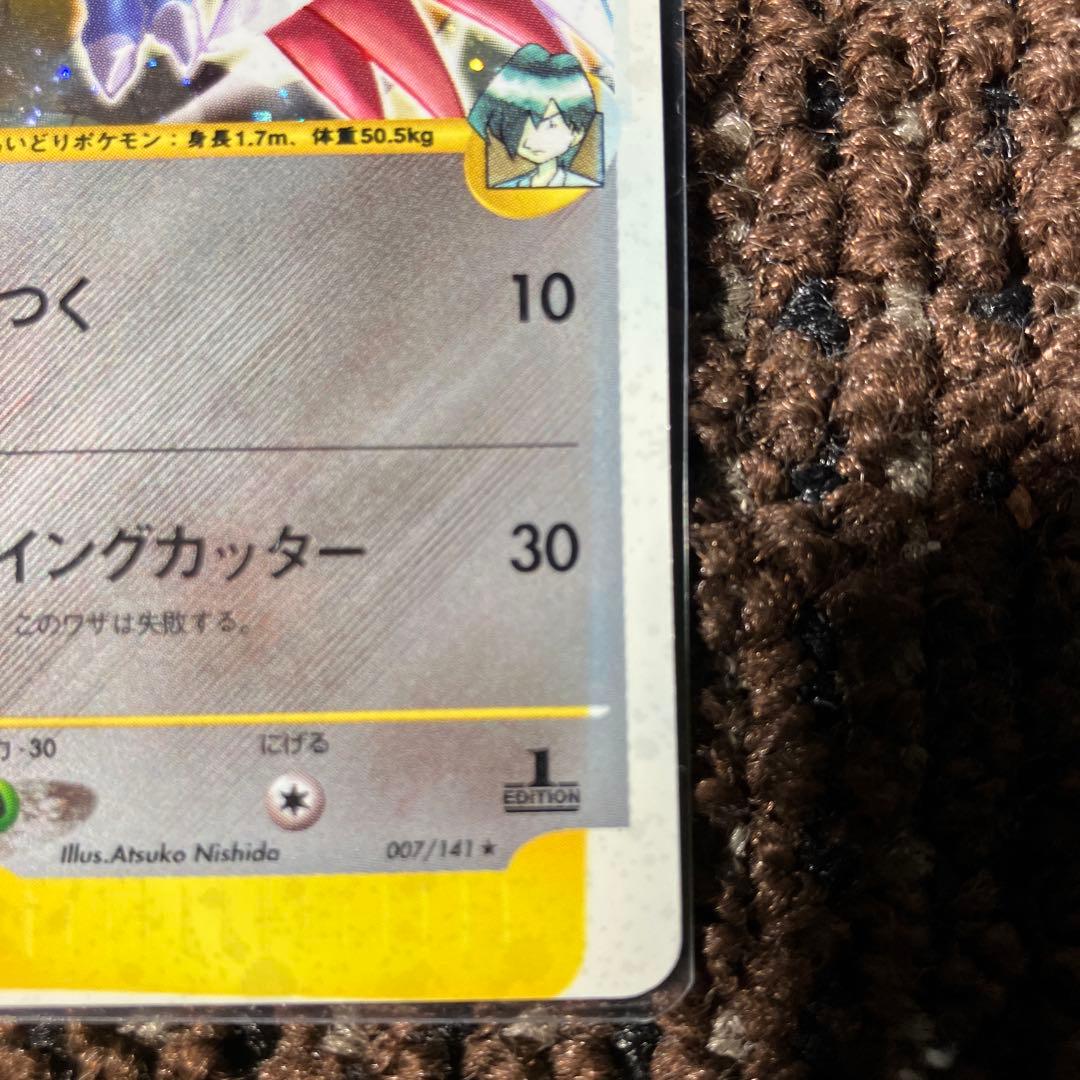 いどりポケモン：身長1.7m、体重50.5kg
つく 10
イングカッター 30
このワザは失敗する。
力 -30 にげる
1 EDITION
Illus.Atsuko Nishida 007/141 ★